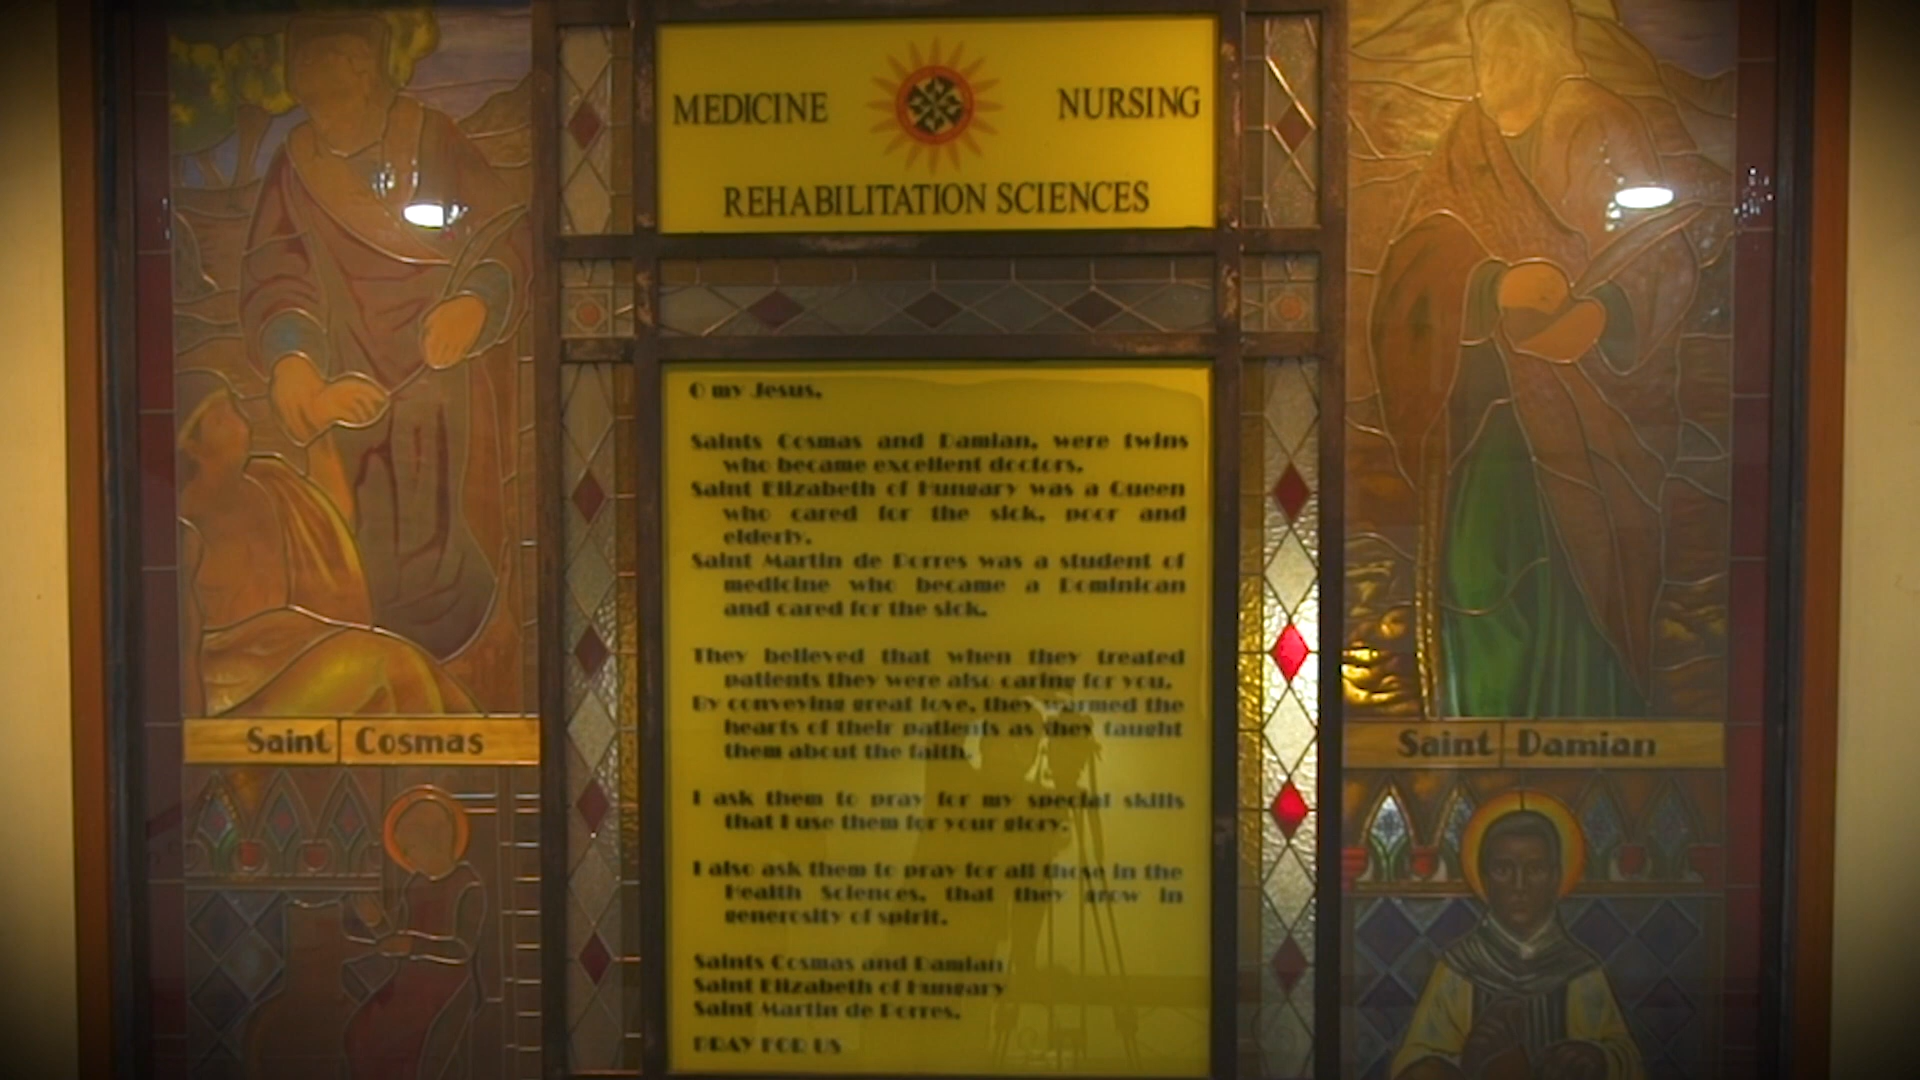 MEDICINE NURSING
REHABILITATION SCIENCES
O my Jesus,
Saints Cosmas and Damian, were twins
who became excellent doctors.
Saint Elizabeth of Hungary was a Queen
who cared for the sick, poor and
elderly.
Saint Martin de Porres was a student of
medicine who became a Dominican
and cared for the sick.
They believed that when they treated
patients they were also caring for you.
By conveying great love, they warmed the
hearts of their patients as they taught
them about the faith.
I ask them to pray for my special skills
that I use them for your glory.
I also ask them to pray for all those in the
Health Sciences, that they grow in
generosity of spirit.
Saints Cosmas and Damian
Saint Elizabeth of Hungary
Saint Martin de Porres.
PRAY FOR US
Saint Cosmas
Saint Damian